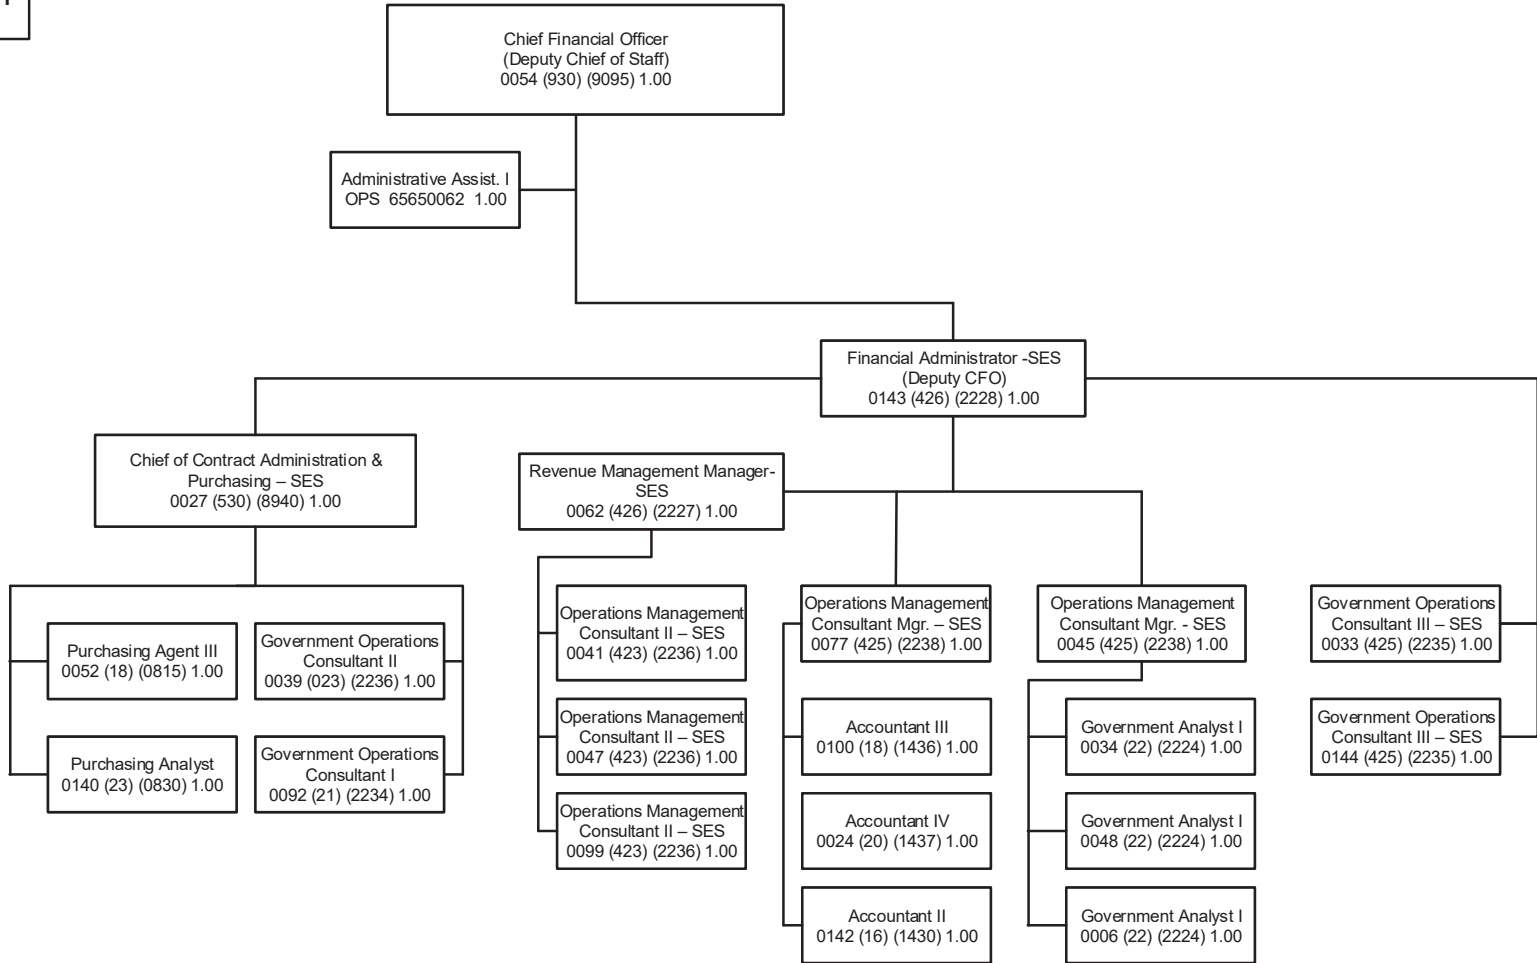 Chief Financial Officer
(Deputy Chief of Staff)
0054 (930) (9095) 1.00
Administrative Assist. I
OPS 65650062 1.00
Financial Administrator -SES
(Deputy CFO)
0143 (426) (2228) 1.00
Chief of Contract Administration &
Purchasing – SES
0027 (530) (8940) 1.00
Revenue Management Manager-
SES
0062 (426) (2227) 1.00
Purchasing Agent III
0052 (18) (0815) 1.00
Government Operations
Consultant II
0039 (023) (2236) 1.00
Purchasing Analyst
0140 (23) (0830) 1.00
Government Operations
Consultant I
0092 (21) (2234) 1.00
Operations Management
Consultant II – SES
0041 (423) (2236) 1.00
Operations Management
Consultant II – SES
0047 (423) (2236) 1.00
Operations Management
Consultant II – SES
0099 (423) (2236) 1.00
Operations Management
Consultant Mgr. – SES
0077 (425) (2238) 1.00
Accountant III
0100 (18) (1436) 1.00
Accountant IV
0024 (20) (1437) 1.00
Accountant II
0142 (16) (1430) 1.00
Operations Management
Consultant Mgr. - SES
0045 (425) (2238) 1.00
Government Analyst I
0034 (22) (2224) 1.00
Government Analyst I
0048 (22) (2224) 1.00
Government Analyst I
0006 (22) (2224) 1.00
Government Operations
Consultant III – SES
0033 (425) (2235) 1.00
Government Operations
Consultant III – SES
0144 (425) (2235) 1.00